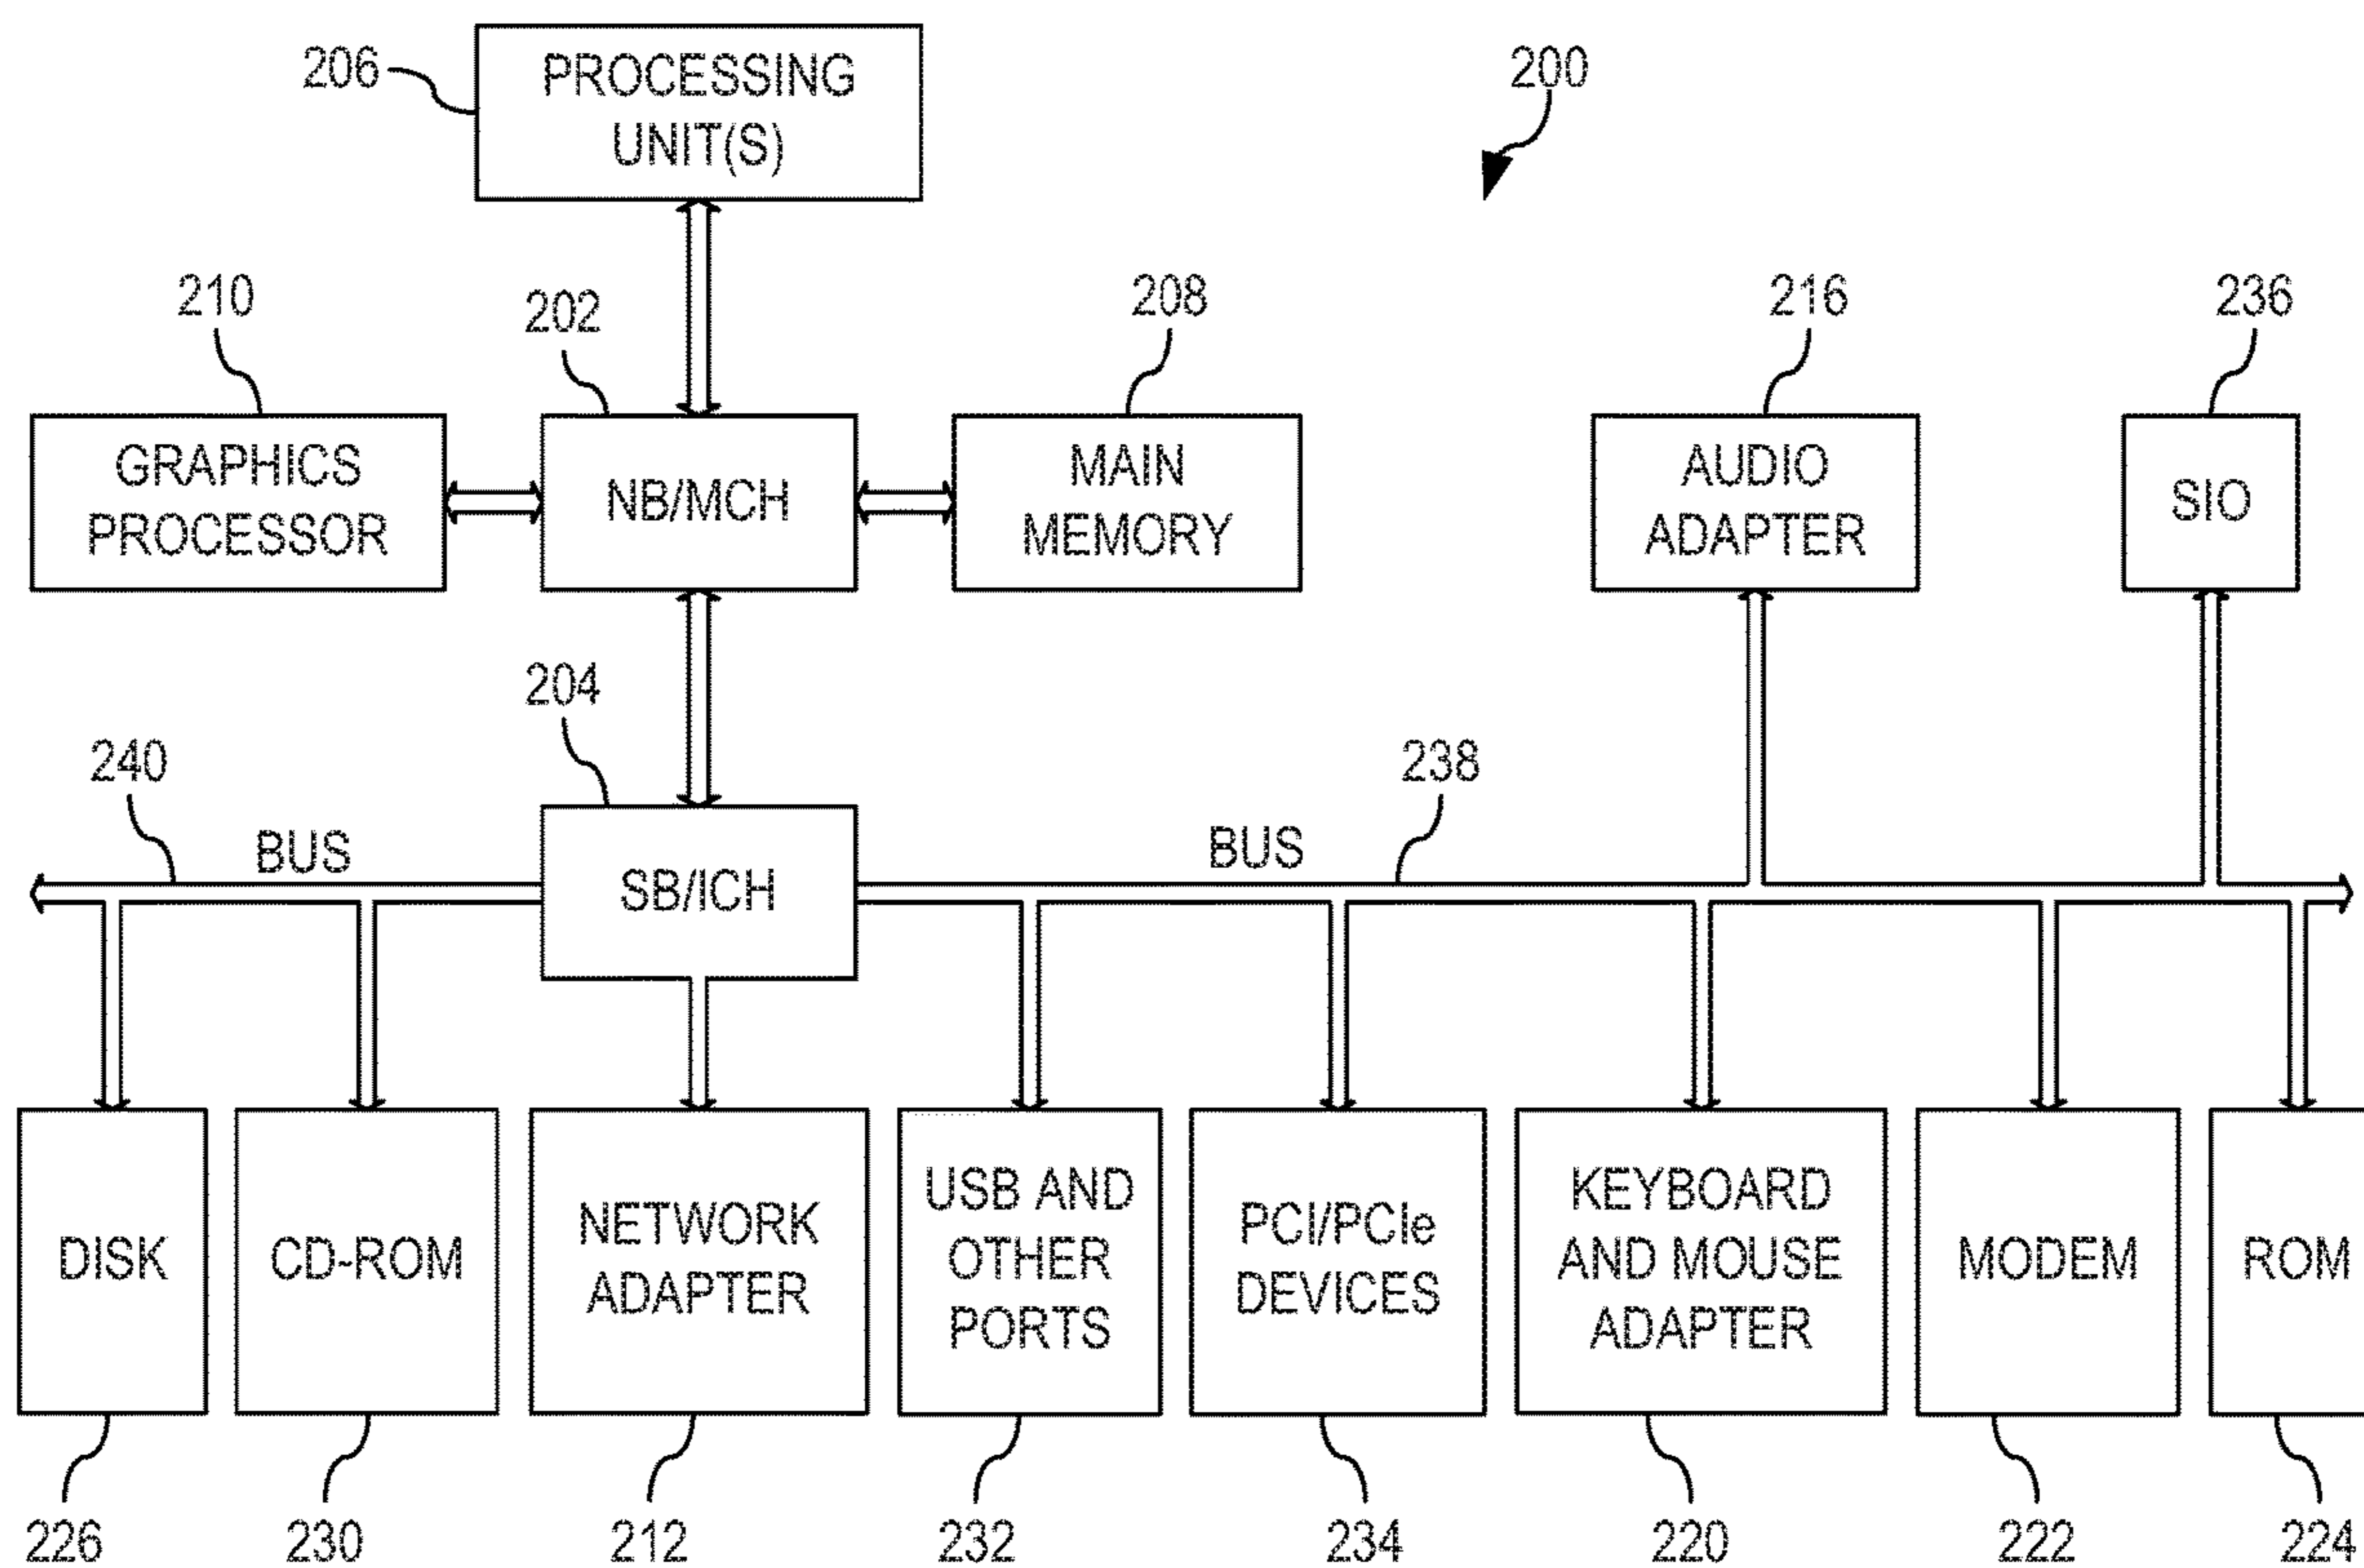 206
PROCESSING
UNIT(S)
200
210
202
208
216
236
GRAPHICS
PROCESSOR
NB/MCH
MAIN
MEMORY
AUDIO
ADAPTER
SIO
204
240
BUS
238
BUS
SB/ICH
DISK
CD-ROM
NETWORK
ADAPTER
USB AND
OTHER
PORTS
PCI/PCIe
DEVICES
KEYBOARD
AND MOUSE
ADAPTER
MODEM
ROM
226
230
212
232
234
220
222
224